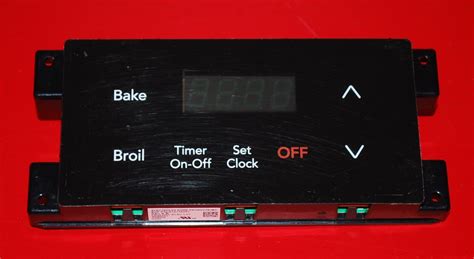 Bake
Broil
Timer
On-Off
Set
Clock
OFF